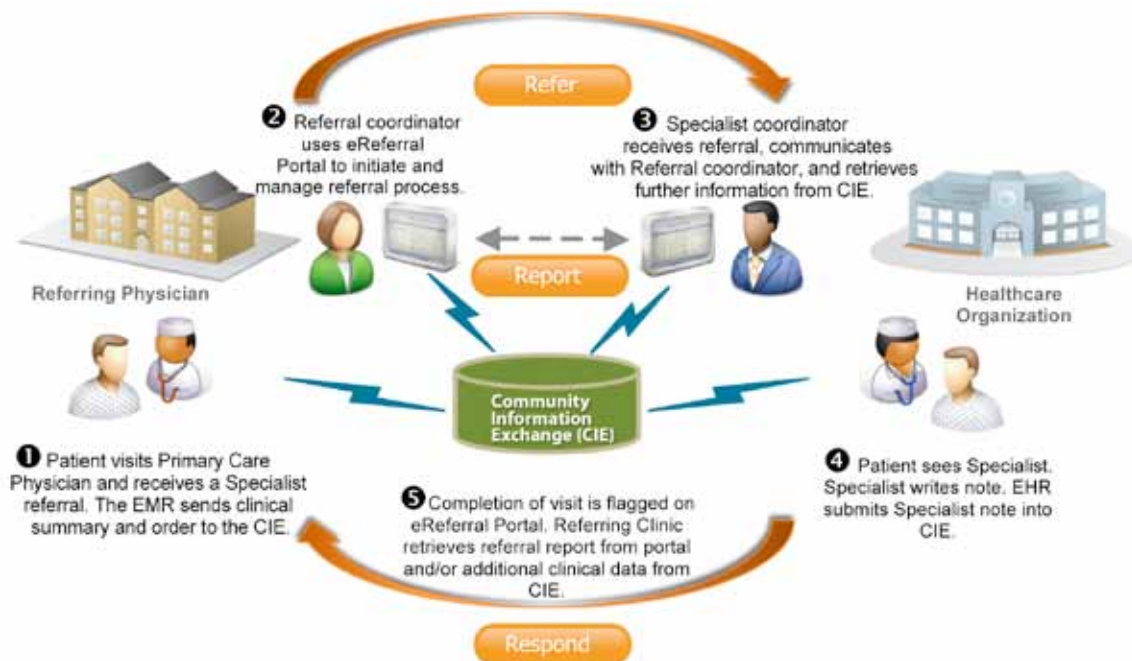 Refer
❷ Referral coordinator
uses eReferral
Portal to initiate and
manage referral process.
❸ Specialist coordinator
receives referral, communicates
with Referral coordinator, and retrieves
further information from CIE.
Report
Referring Physician
Healthcare
Organization
Community
Information
Exchange (CIE)
❶ Patient visits Primary Care
Physician and receives a Specialist
referral. The EMR sends clinical
summary and order to the CIE.
❹ Patient sees Specialist.
Specialist writes note. EHR
submits Specialist note into
CIE.
❺ Completion of visit is flagged on
eReferral Portal. Referring Clinic
retrieves referral report from portal
and/or additional clinical data from
CIE.
Respond